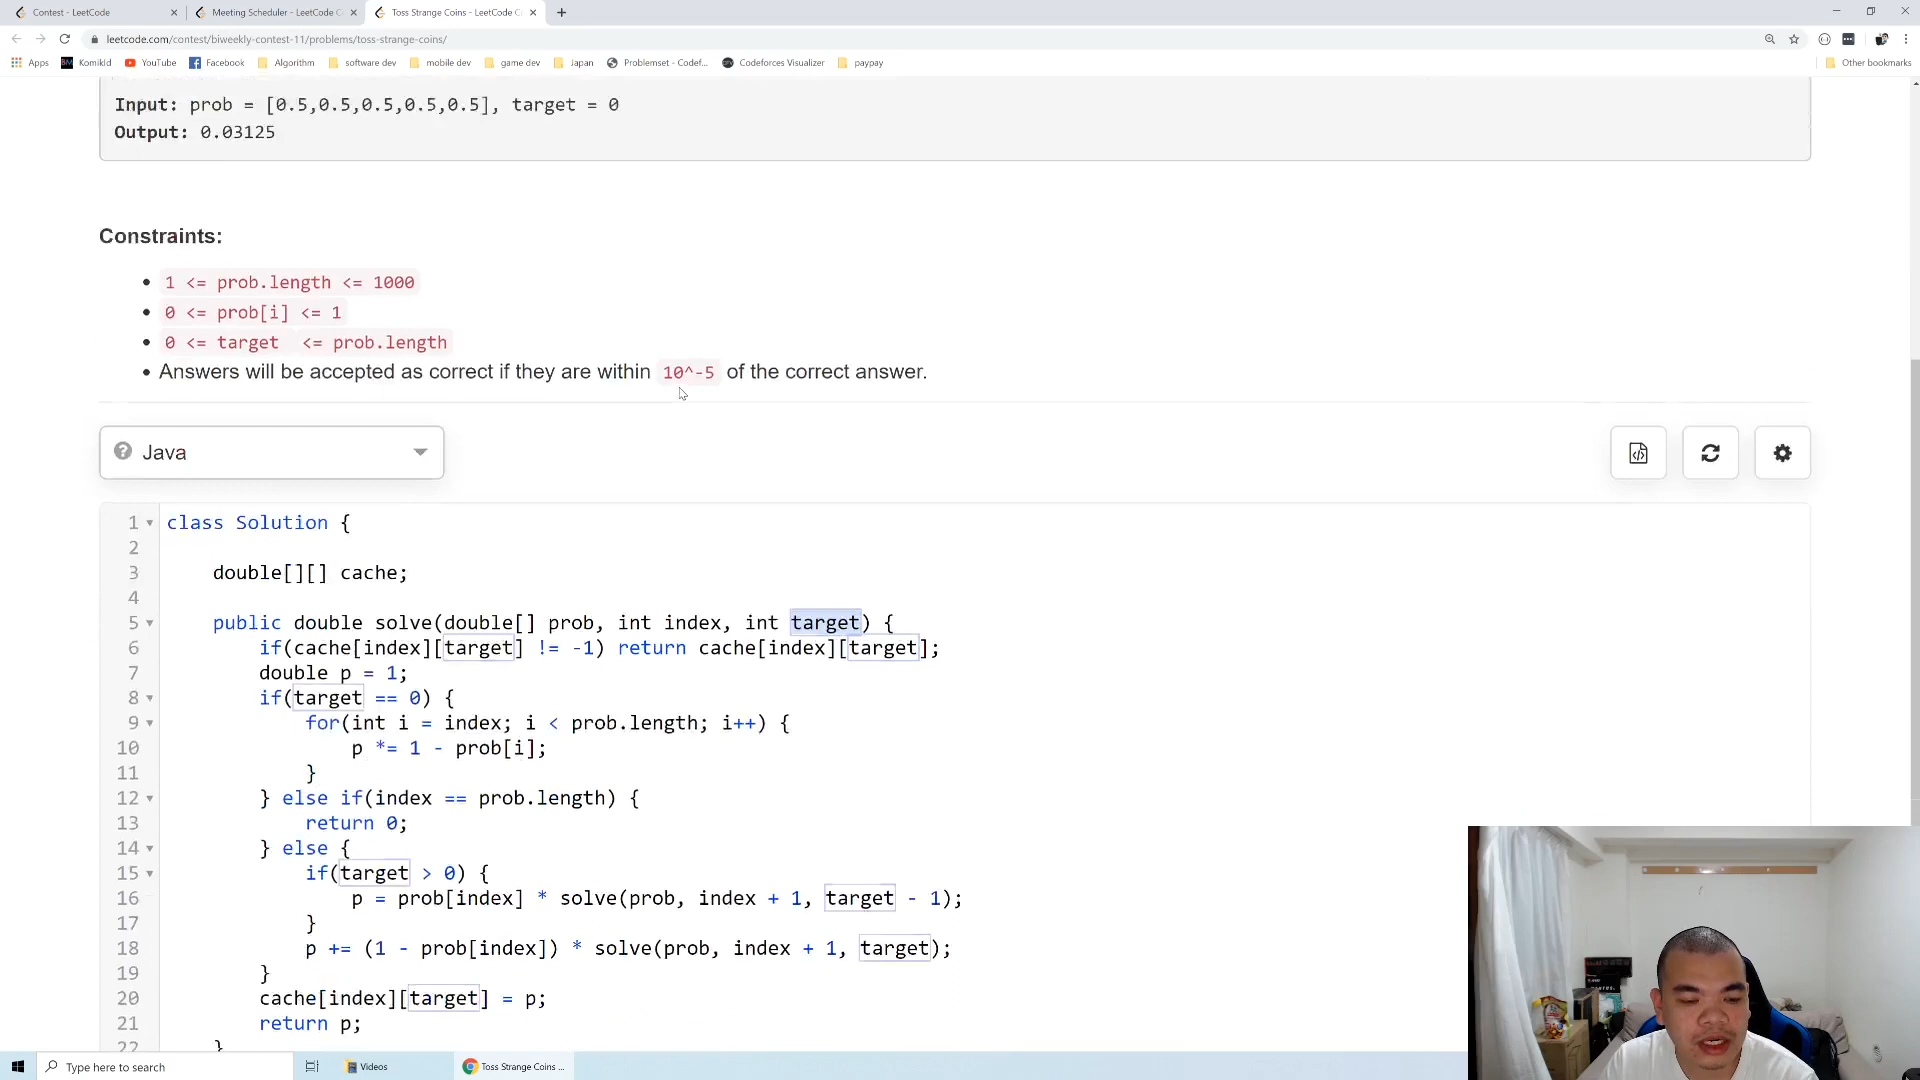 Contest - LeetCode
Meeting Scheduler - LeetCode C
Toss Strange Coins - LeetCode C
leetcode.com/contest/biweekly-contest-11/problems/toss-strange-coins/
Apps
Komikid
YouTube
Facebook
Algorithm
software dev
mobile dev
game dev
Japan
Problemset - Codef...
Codeforces Visualizer
paypay
Other bookmarks
Input: prob = [0.5,0.5,0.5,0.5,0.5], target = 0
Output: 0.03125
Constraints:
• 1 <= prob.length <= 1000
• 0 <= prob[i] <= 1
• 0 <= target <= prob.length
• Answers will be accepted as correct if they are within 10^-5 of the correct answer.
Java
1 class Solution {
2
3 double[][] cache;
4
5 public double solve(double[] prob, int index, int target) {
6 if(cache[index][target] != -1) return cache[index][target];
7 double p = 1;
8 if(target == 0) {
9 for(int i = index; i < prob.length; i++) {
10 p *= 1 - prob[i];
11 }
12 } else if(index == prob.length) {
13 return 0;
14 } else {
15 if(target > 0) {
16 p = prob[index] * solve(prob, index + 1, target - 1);
17 }
18 p += (1 - prob[index]) * solve(prob, index + 1, target);
19 }
20 cache[index][target] = p;
21 return p;
22 }
Type here to search
Videos
Toss Strange Coins ...